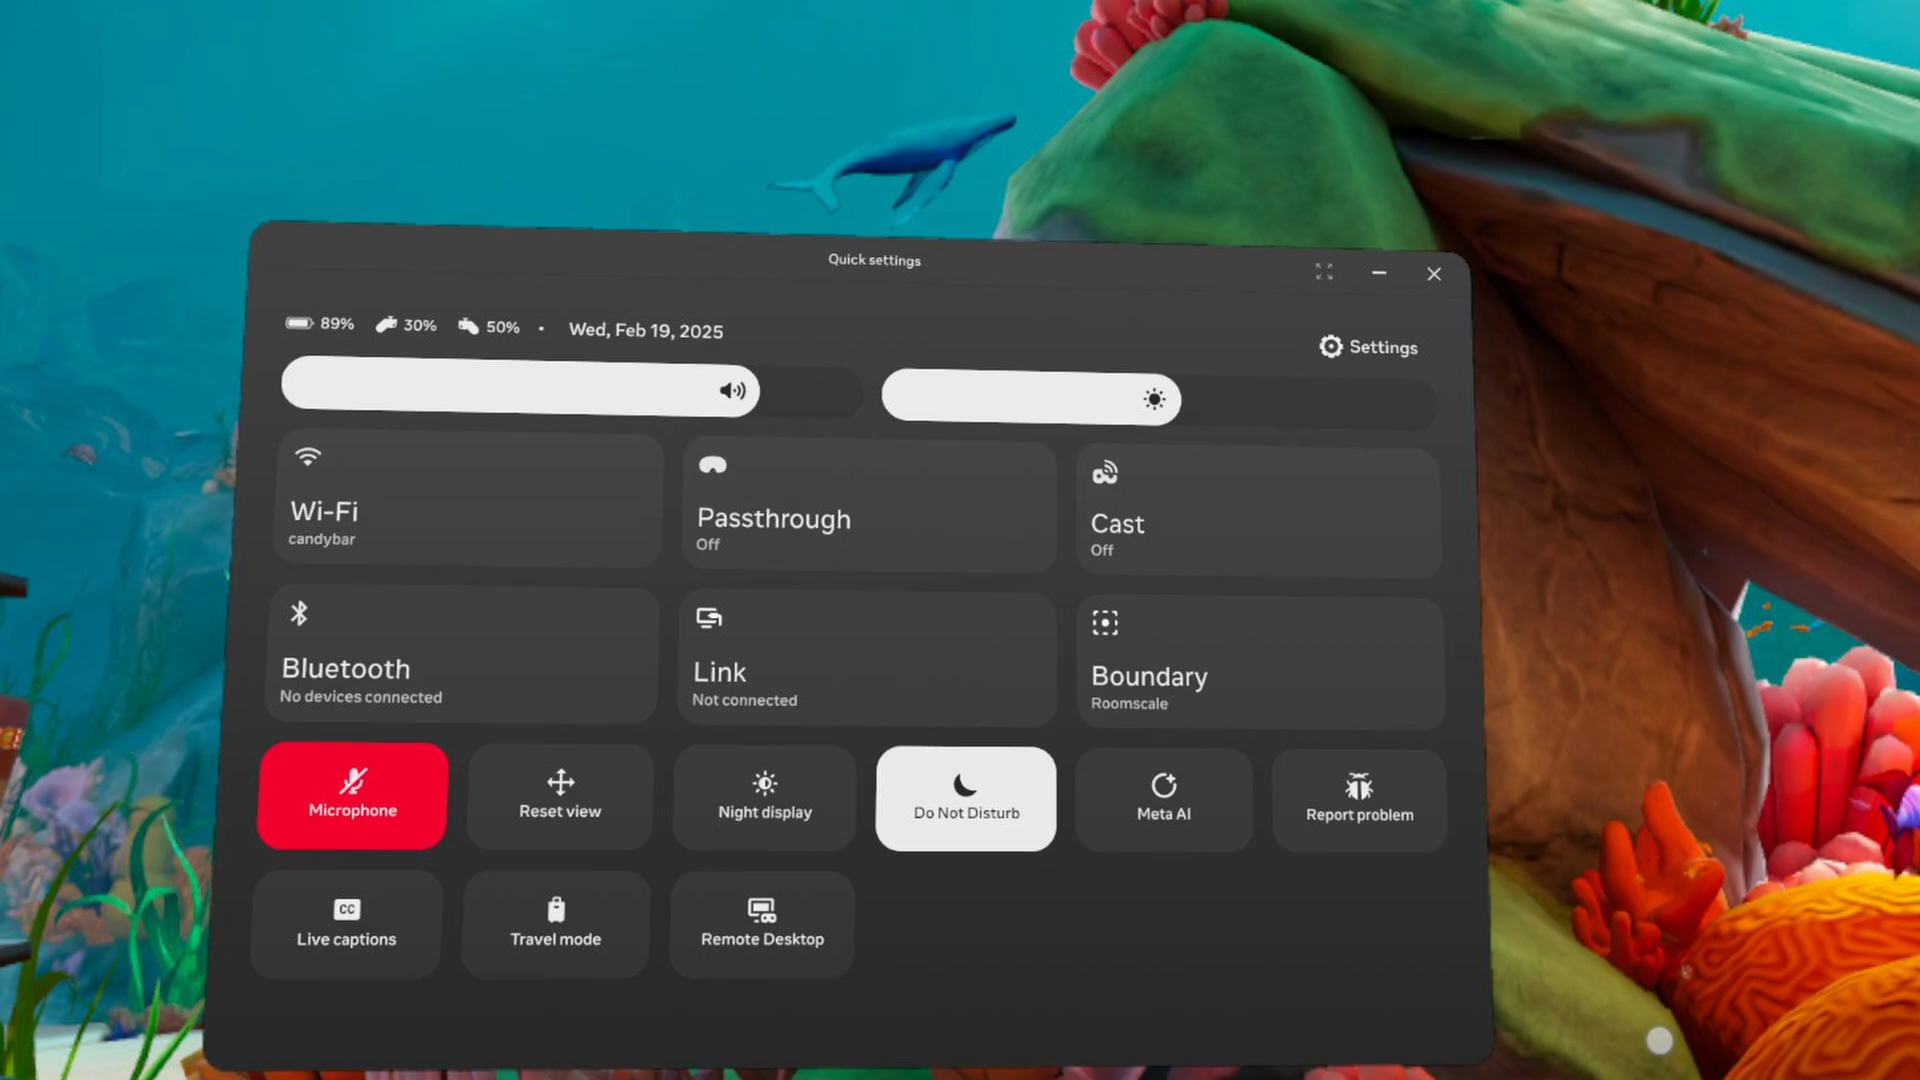 Quick settings
89% 30% 50% • Wed, Feb 19, 2025
Settings
Wi-Fi
candybar
Passthrough
Off
Cast
Off
Bluetooth
No devices connected
Link
Not connected
Boundary
Roomscale
Microphone
Reset view
Night display
Do Not Disturb
Meta AI
Report problem
CC
Live captions
Travel mode
Remote Desktop